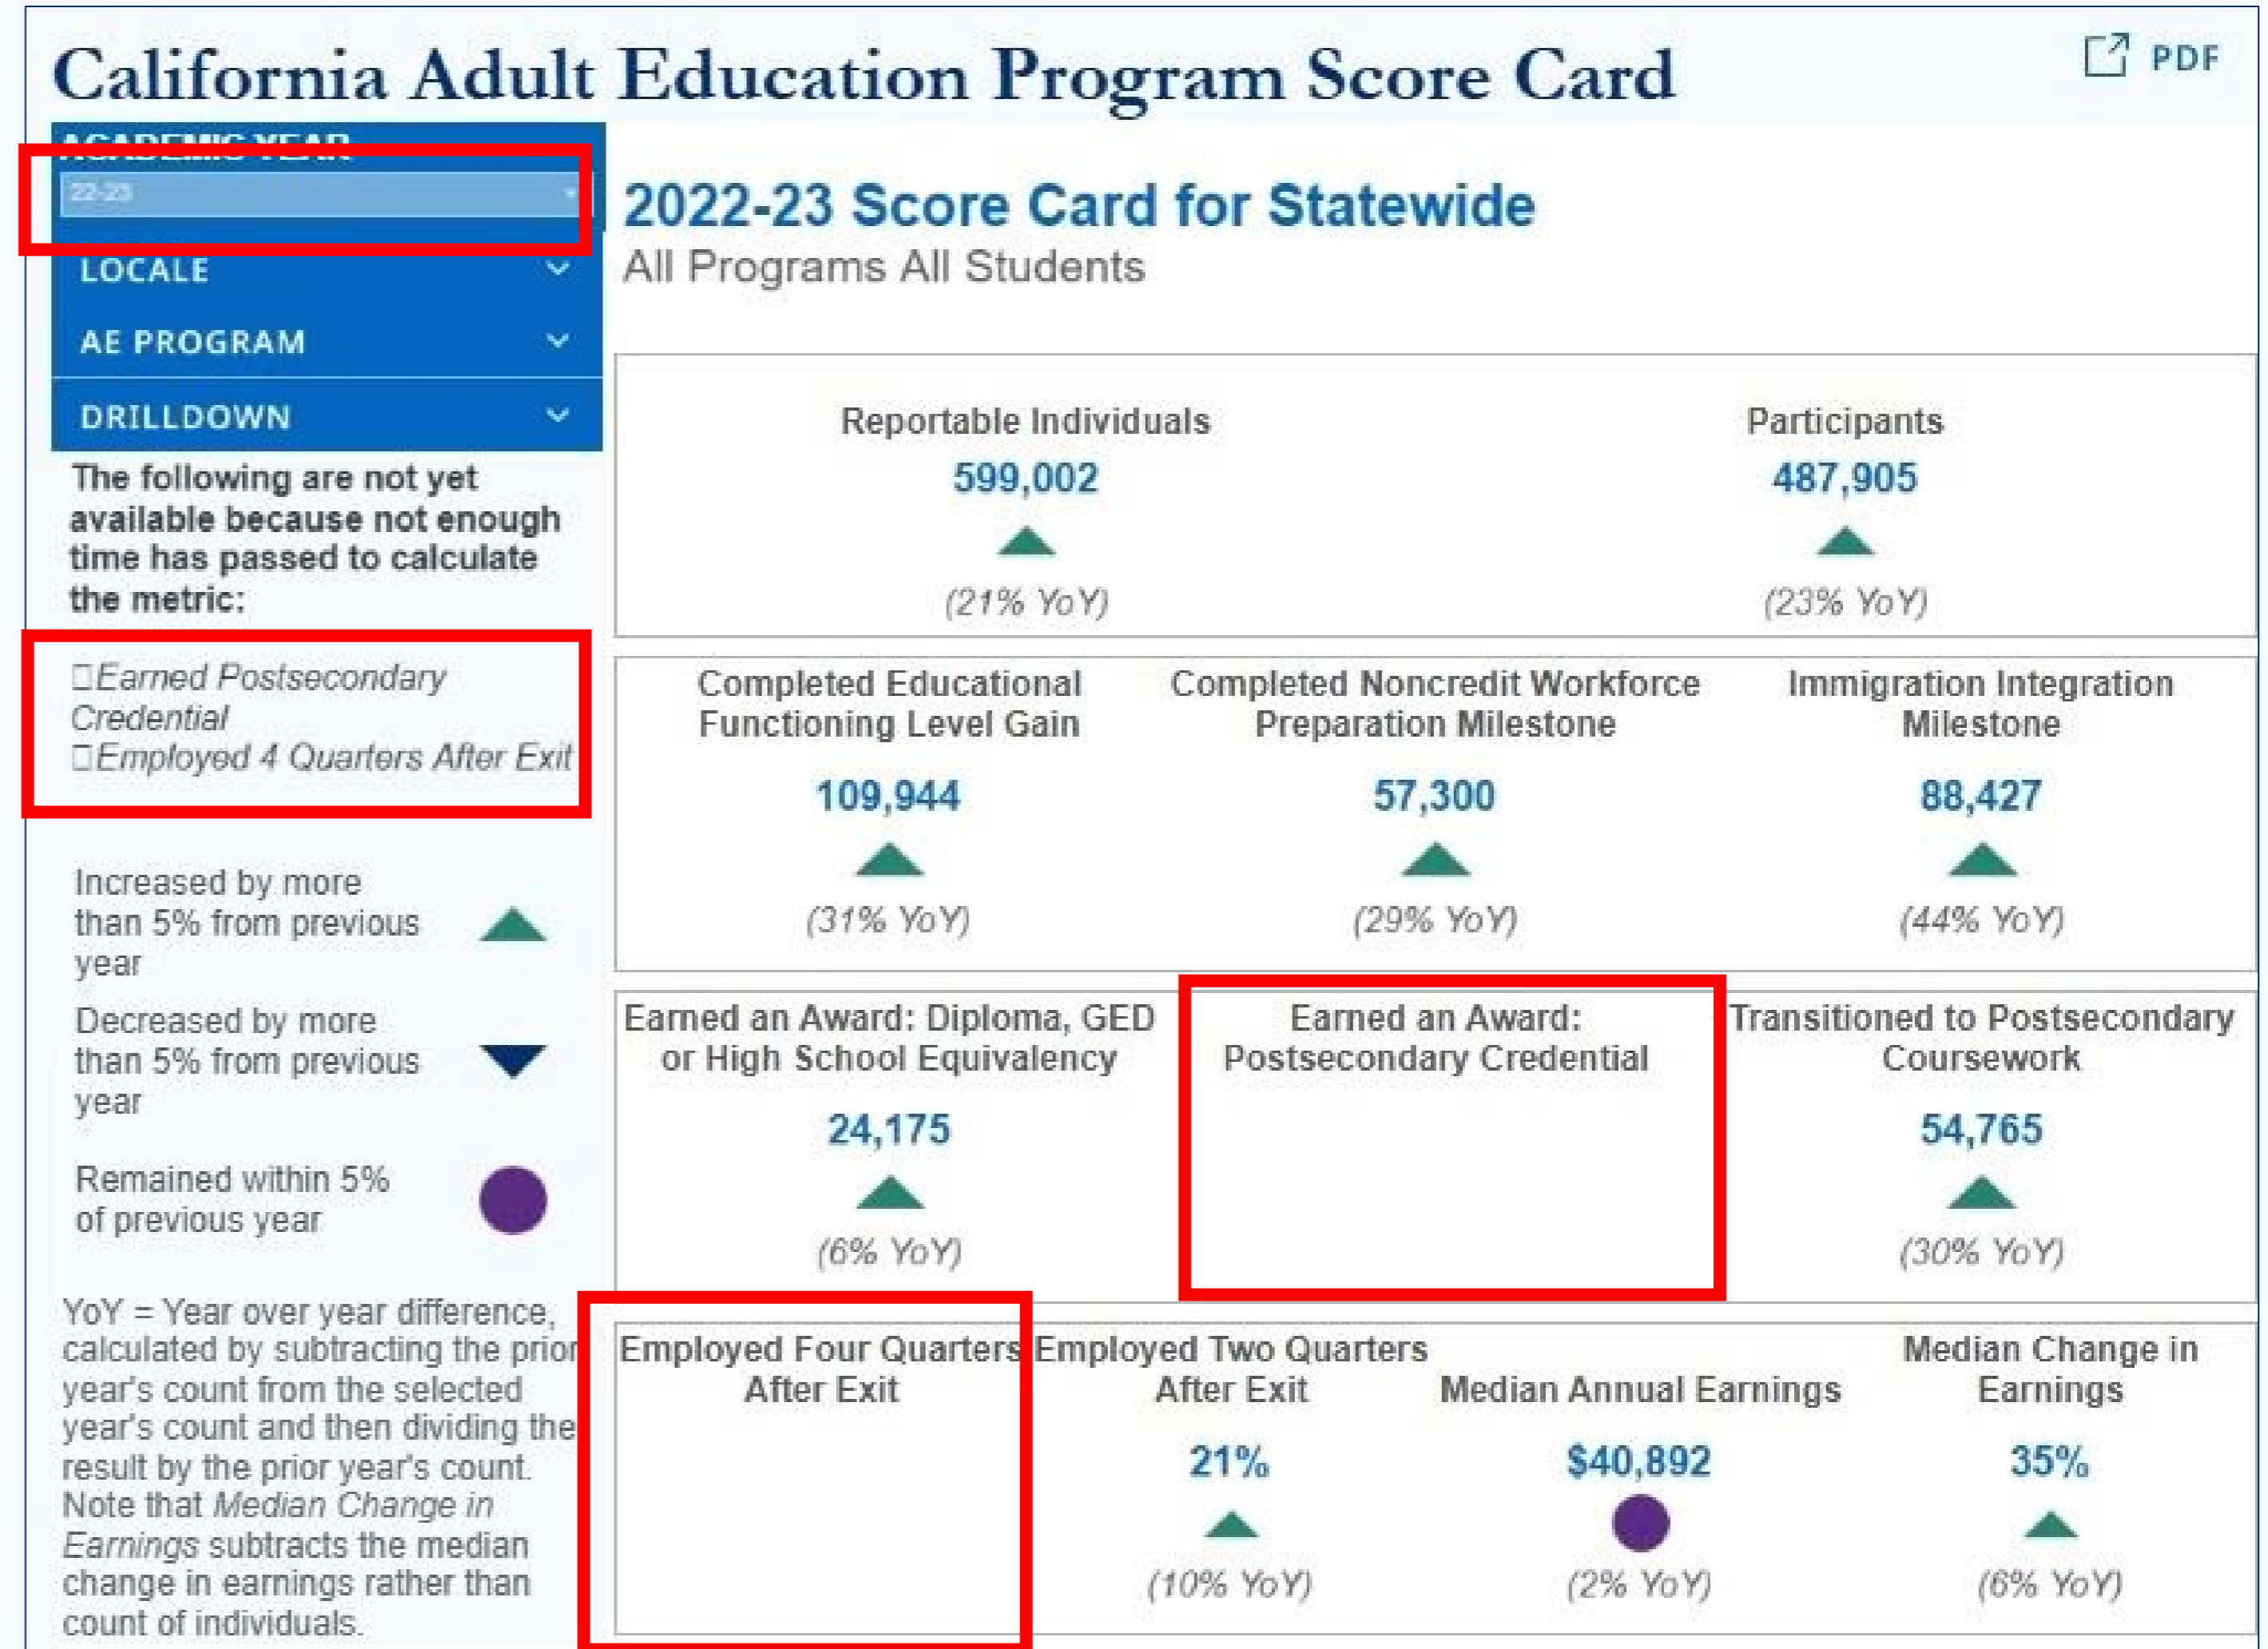 California Adult Education Program Score Card
PDF
ACADEMIC YEAR
22-23
LOCALE
AE PROGRAM
DRILLDOWN
The following are not yet
available because not enough
time has passed to calculate
the metric:
Earned Postsecondary
Credential
Employed 4 Quarters After Exit
Increased by more
than 5% from previous
year
Decreased by more
than 5% from previous
year
Remained within 5%
of previous year
YoY = Year over year difference,
calculated by subtracting the prior
year's count from the selected
year's count and then dividing the
result by the prior year's count.
Note that Median Change in
Earnings subtracts the median
change in earnings rather than
count of individuals.
2022-23 Score Card for Statewide
All Programs All Students
Reportable Individuals
599,002
(21% YoY)
Participants
487,905
(23% YoY)
Completed Educational
Functioning Level Gain
109,944
(31% YoY)
Completed Noncredit Workforce
Preparation Milestone
57,300
(29% YoY)
Immigration Integration
Milestone
88,427
(44% YoY)
Earned an Award: Diploma, GED
or High School Equivalency
24,175
(6% YoY)
Earned an Award:
Postsecondary Credential
Transitioned to Postsecondary
Coursework
54,765
(30% YoY)
Employed Four Quarters
After Exit
Employed Two Quarters
After Exit
21%
(10% YoY)
Median Annual Earnings
$40,892
(2% YoY)
Median Change in
Earnings
35%
(6% YoY)